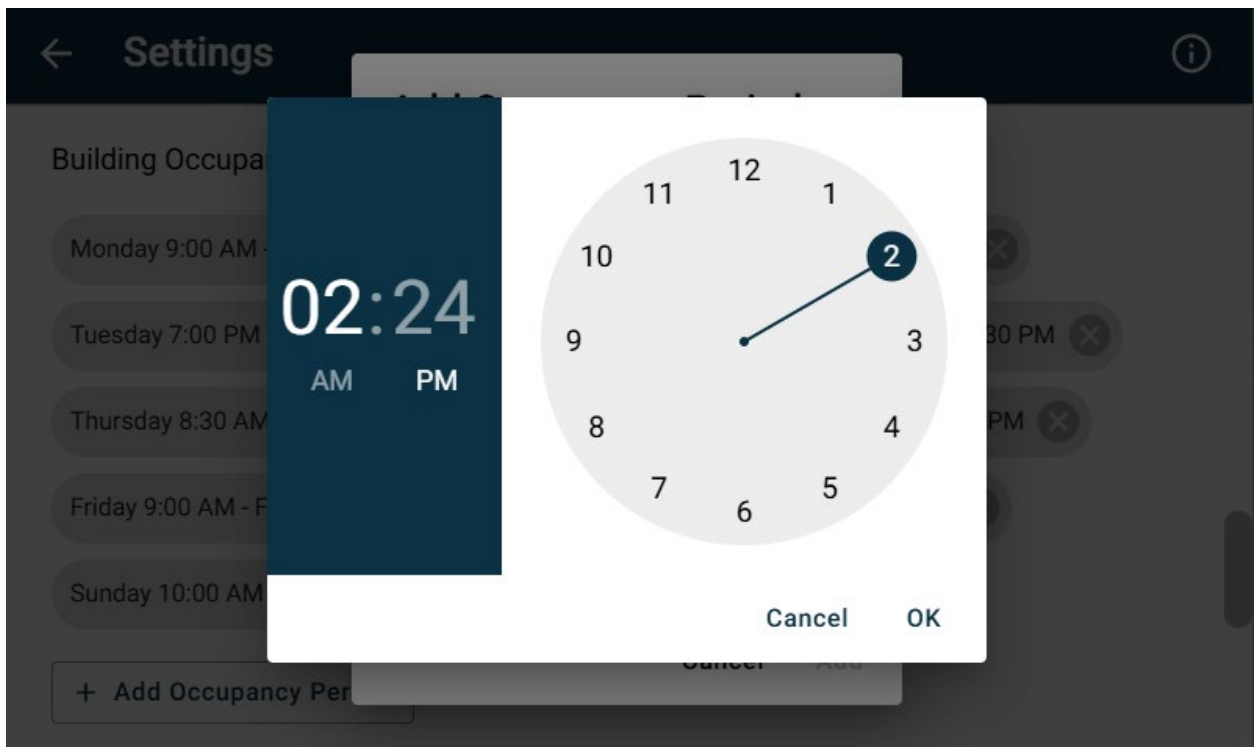 Settings
Building
Monday 9:00 AM -
Tuesday 7:00 PM
30 PM
Thursday 8:30 AM
PM
Friday 9:00 AM -
Sunday 10:00 AM
+ Add Occupancy
02:24
AM PM
12
11 1
10 2
9 3
8 4
7 5
6
Cancel OK